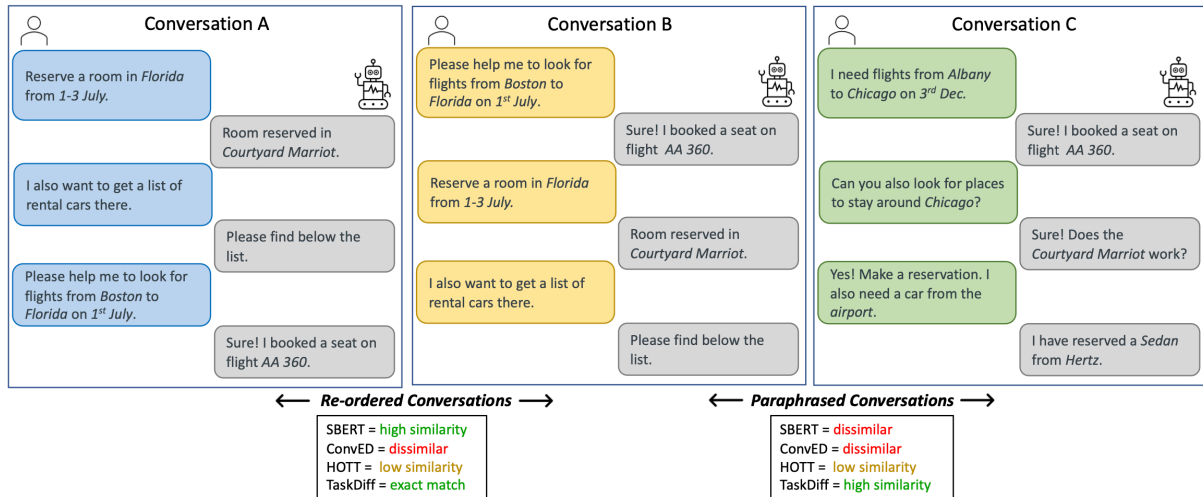 Conversation A
Reserve a room in Florida
from 1-3 July.
Room reserved in
Courtyard Marriot.
I also want to get a list of
rental cars there.
Please find below the
list.
Please help me to look for
flights from Boston to
Florida on 1st July.
Sure! I booked a seat on
flight AA 360.
Conversation B
Please help me to look for
flights from Boston to
Florida on 1st July.
Sure! I booked a seat on
flight AA 360.
Reserve a room in Florida
from 1-3 July.
Room reserved in
Courtyard Marriot.
I also want to get a list of
rental cars there.
Please find below the
list.
Conversation C
I need flights from Albany
to Chicago on 3rd Dec.
Sure! I booked a seat on
flight AA 360.
Can you also look for places
to stay around Chicago?
Sure! Does the
Courtyard Marriot work?
Yes! Make a reservation. I
also need a car from the
airport.
I have reserved a Sedan
from Hertz.
Re-ordered Conversations
SBERT = high similarity
ConvED = dissimilar
HOTT = low similarity
TaskDiff = exact match
Paraphrased Conversations
SBERT = dissimilar
ConvED = dissimilar
HOTT = low similarity
TaskDiff = high similarity